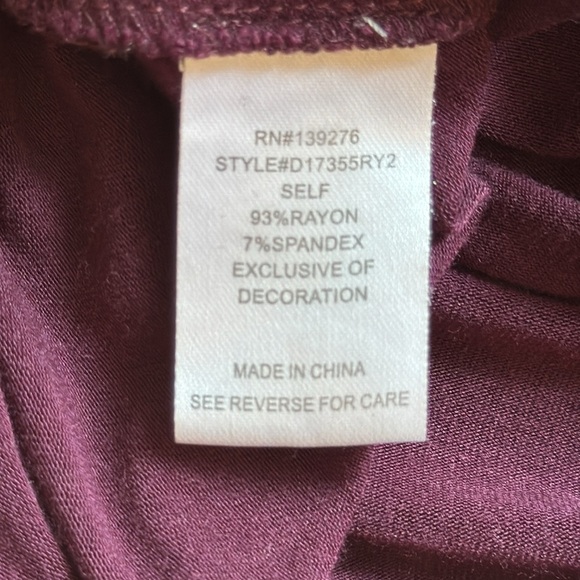 RN#139276
STYLE#D17355RY2
SELF
93%RAYON
7%SPANDEX
EXCLUSIVE OF
DECORATION
MADE IN CHINA
SEE REVERSE FOR CARE